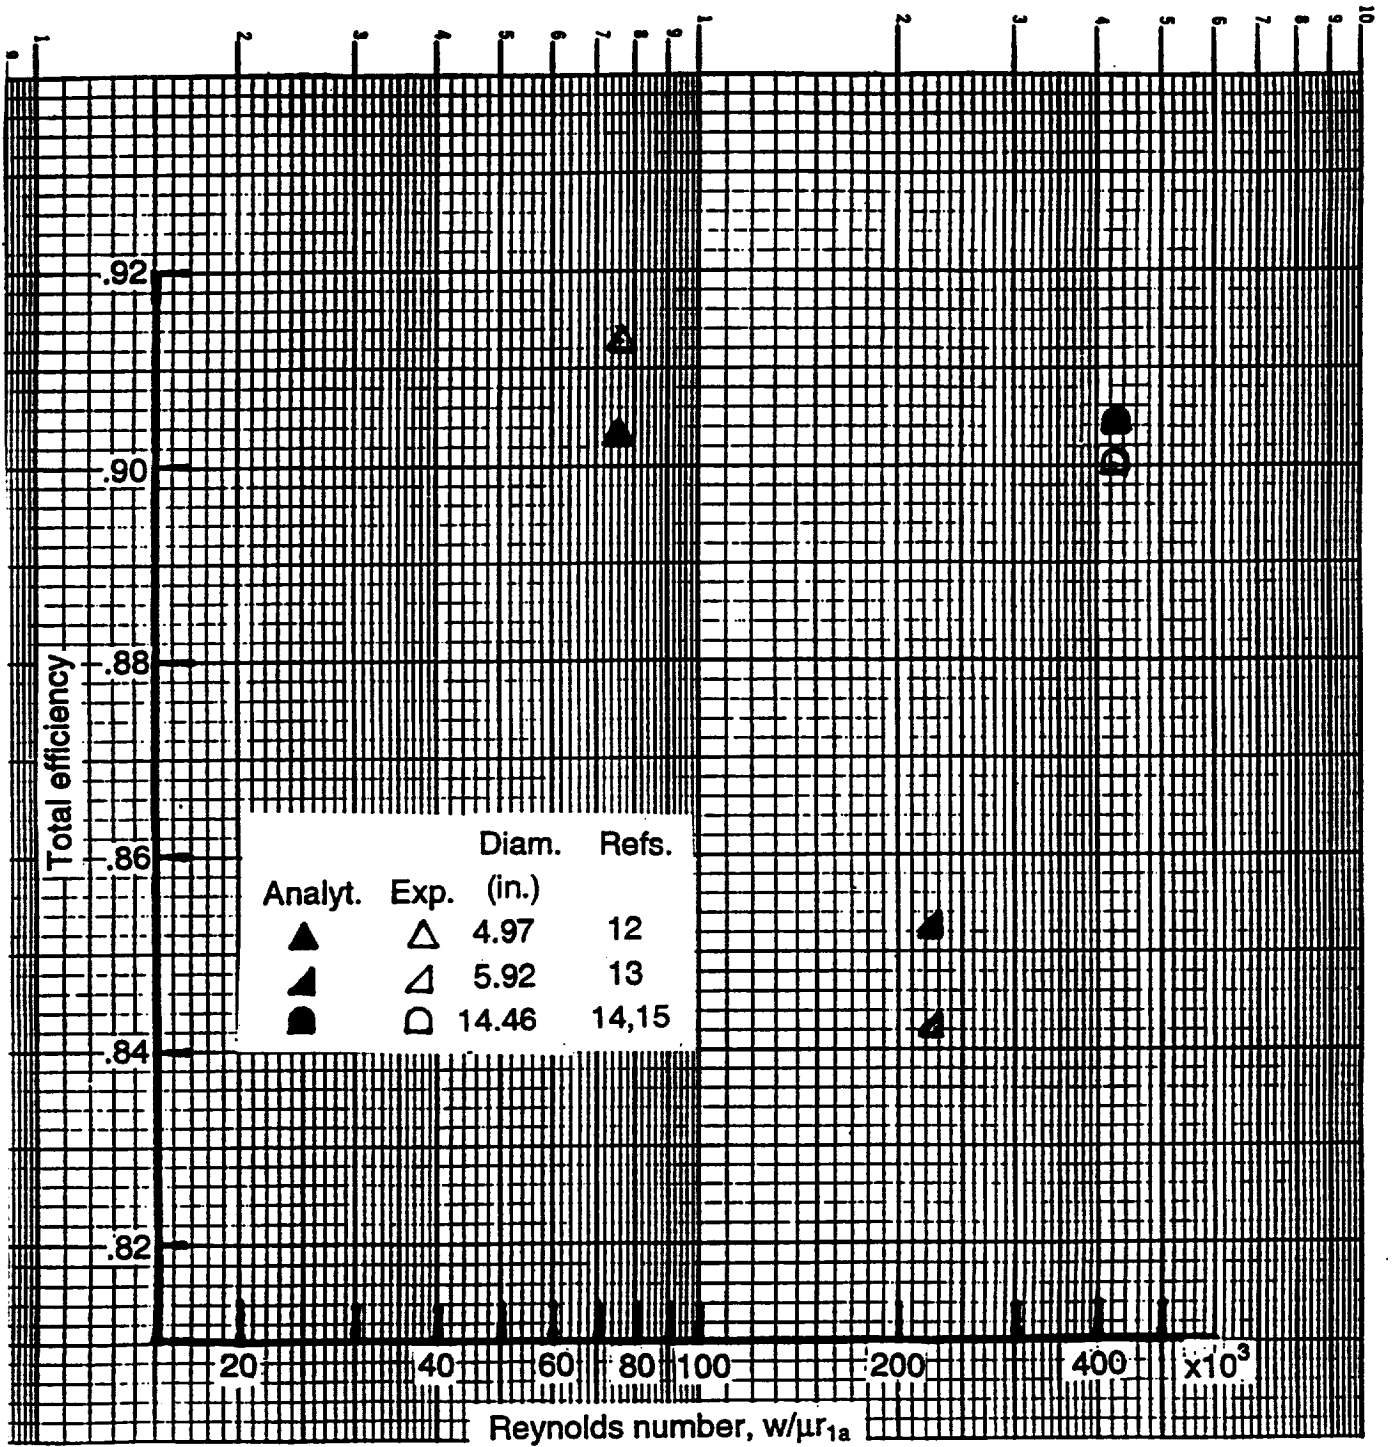 9 1 2 3 4 5 6 7 8 9 1 2 3 4 5 6 7 8 9 10
.92
.90
.88
.86
.84
.82
Total efficiency
Diam. Refs.
Analyt. Exp. (in.)
▲ △ 4.97 12
5.92 13
14.46 14,15
20 40 60 80 100 200 400 x10³
Reynolds number, w/μr₁ₐ